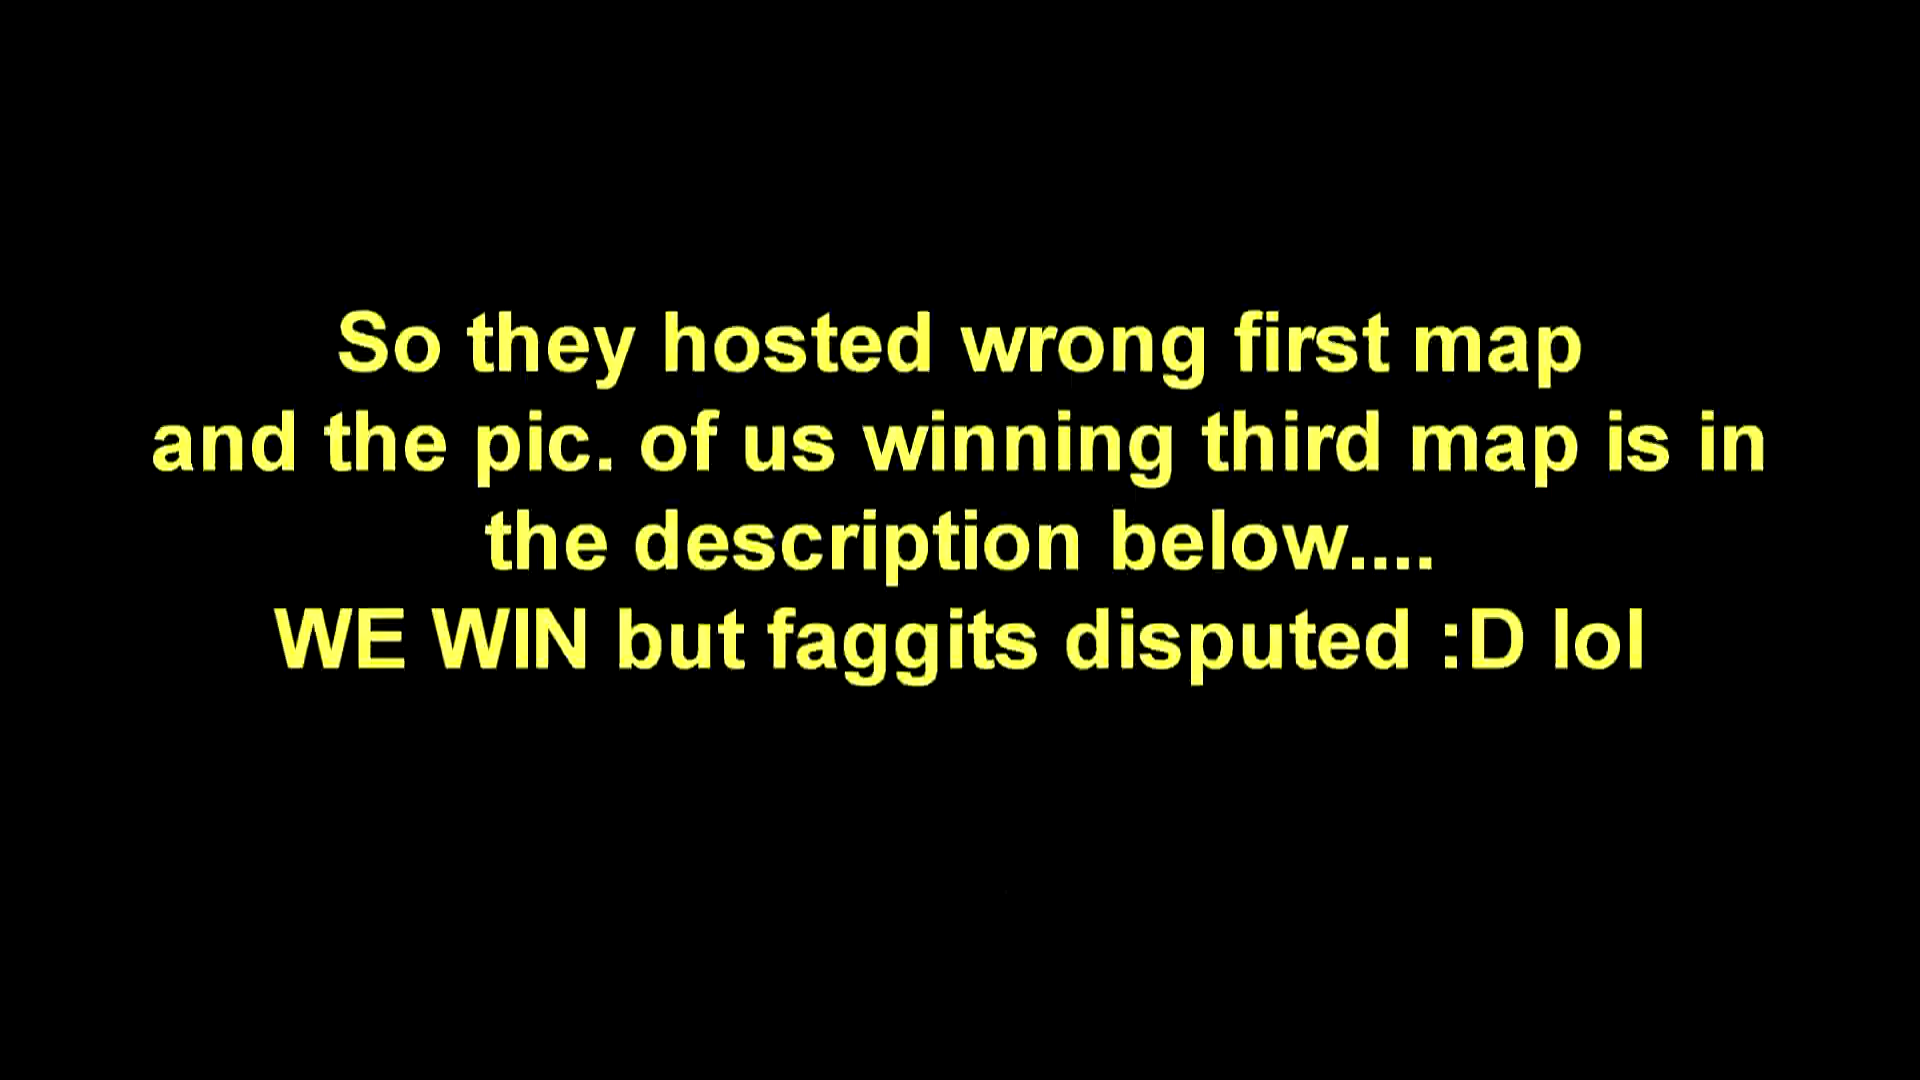 So they hosted wrong first map
and the pic. of us winning third map is in
the description below....
WE WIN but faggits disputed :D lol